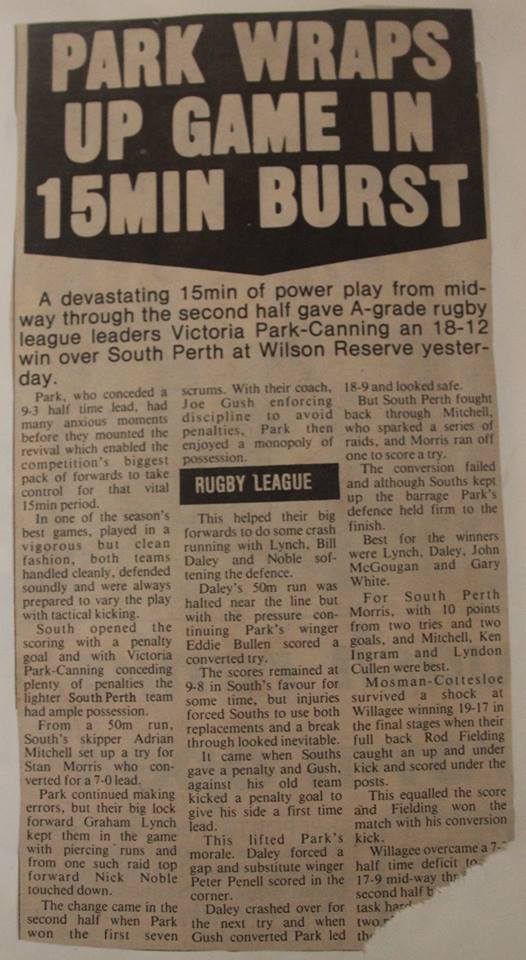 PARK WRAPS
UP GAME IN
15MIN BURST
A devastating 15min of power play from mid-
way through the second half gave A-grade rugby
league leaders Victoria Park-Canning an 18-12
win over South Perth at Wilson Reserve yester-
day.
Park, who conceded a
9-3 half time lead, had
many anxious moments
before they mounted the
revival which enabled the
competition's biggest
pack of forwards to take
control for that vital
15min period.
In one of the season's
best games, played in a
vigorous but clean
fashion, both teams
handled cleanly, defended
soundly and were always
prepared to vary the play
with tactical kicking.
South opened the
scoring with a penalty
goal and with Victoria
Park-Canning conceding
plenty of penalties the
lighter South Perth team
had ample possession.
From a 50m run,
South's skipper Adrian
Mitchell set up a try for
Stan Morris who con-
verted for a 7-0 lead.
Park continued making
errors, but their big lock
forward Graham Lynch
kept them in the game
with piercing runs and
from one such raid top
forward Nick Noble
touched down.
The change came in the
second half when Park
won the first seven
scrums. With their coach,
Joe Gush enforcing
discipline to avoid
penalties, Park then
enjoyed a monopoly of
possession.
RUGBY LEAGUE
This helped their big
forwards to do some crash
running with Lynch, Bill
Daley and Noble sof-
tening the defence.
Daley's 50m run was
halted near the line but
with the pressure con-
tinuing Park's winger
Eddie Bullen scored a
converted try.
The scores remained at
9-8 in South's favour for
some time, but injuries
forced Souths to use both
replacements and a break
through looked inevitable.
It came when Souths
gave a penalty and Gush,
against his old team
kicked a penalty goal to
give his side a first time
lead.
This lifted Park's
morale. Daley forced a
gap and substitute winger
Peter Penell scored in the
corner.
Daley crashed over for
the next try and when
Gush converted Park led
18-9 and looked safe.
But South Perth fought
back through Mitchell,
who sparked a series of
raids, and Morris ran off
one to score a try.
The conversion failed
and although Souths kept
up the barrage Park's
defence held firm to the
finish.
Best for the winners
were Lynch, Daley, John
McGougan and Gary
White.
For South Perth
Morris, with 10 points
from two tries and two
goals, and Mitchell, Ken
Ingram and Lyndon
Cullen were best.
Mosman-Cottesloe
survived a shock at
Willagee winning 19-17 in
the final stages when their
full back Rod Fielding
caught an up and under
kick and scored under the
posts.
This equalled the score
and Fielding won the
match with his conversion
kick.
Willagee overcame a
half time deficit to
17-9 mid-way
second half
task
two